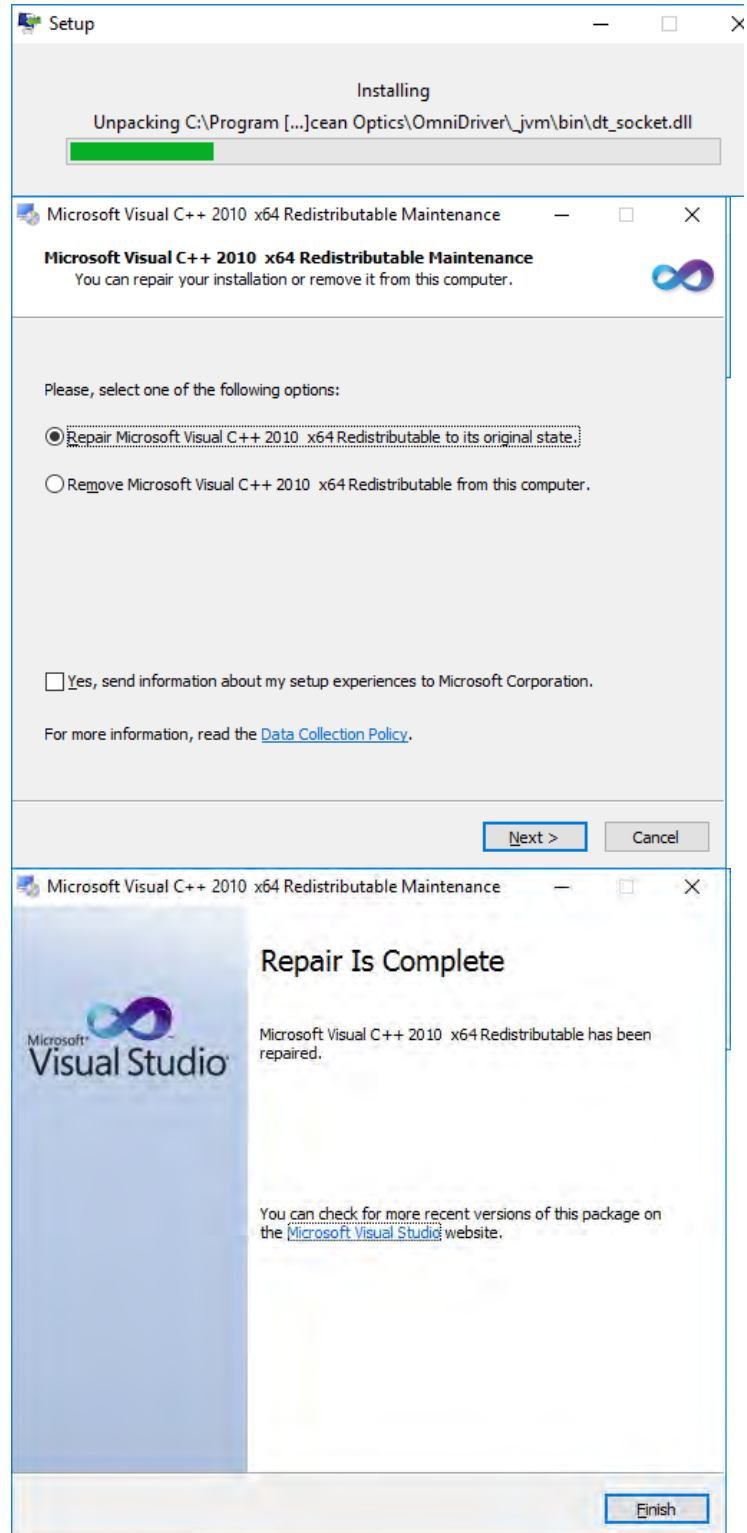 Setup
Installing
Unpacking C:\Program [...]cean Optics\OmniDriver\_jvm\bin\dt_socket.dll
Microsoft Visual C++ 2010 x64 Redistributable Maintenance
Microsoft Visual C++ 2010 x64 Redistributable Maintenance
You can repair your installation or remove it from this computer.
Please, select one of the following options:
Repair Microsoft Visual C++ 2010 x64 Redistributable to its original state.
Remove Microsoft Visual C++ 2010 x64 Redistributable from this computer.
Yes, send information about my setup experiences to Microsoft Corporation.
For more information, read the Data Collection Policy.
Next >
Cancel
Microsoft Visual C++ 2010 x64 Redistributable Maintenance
Microsoft
Visual Studio
Repair Is Complete
Microsoft Visual C++ 2010 x64 Redistributable has been
repaired.
You can check for more recent versions of this package on
the Microsoft Visual Studio website.
Finish